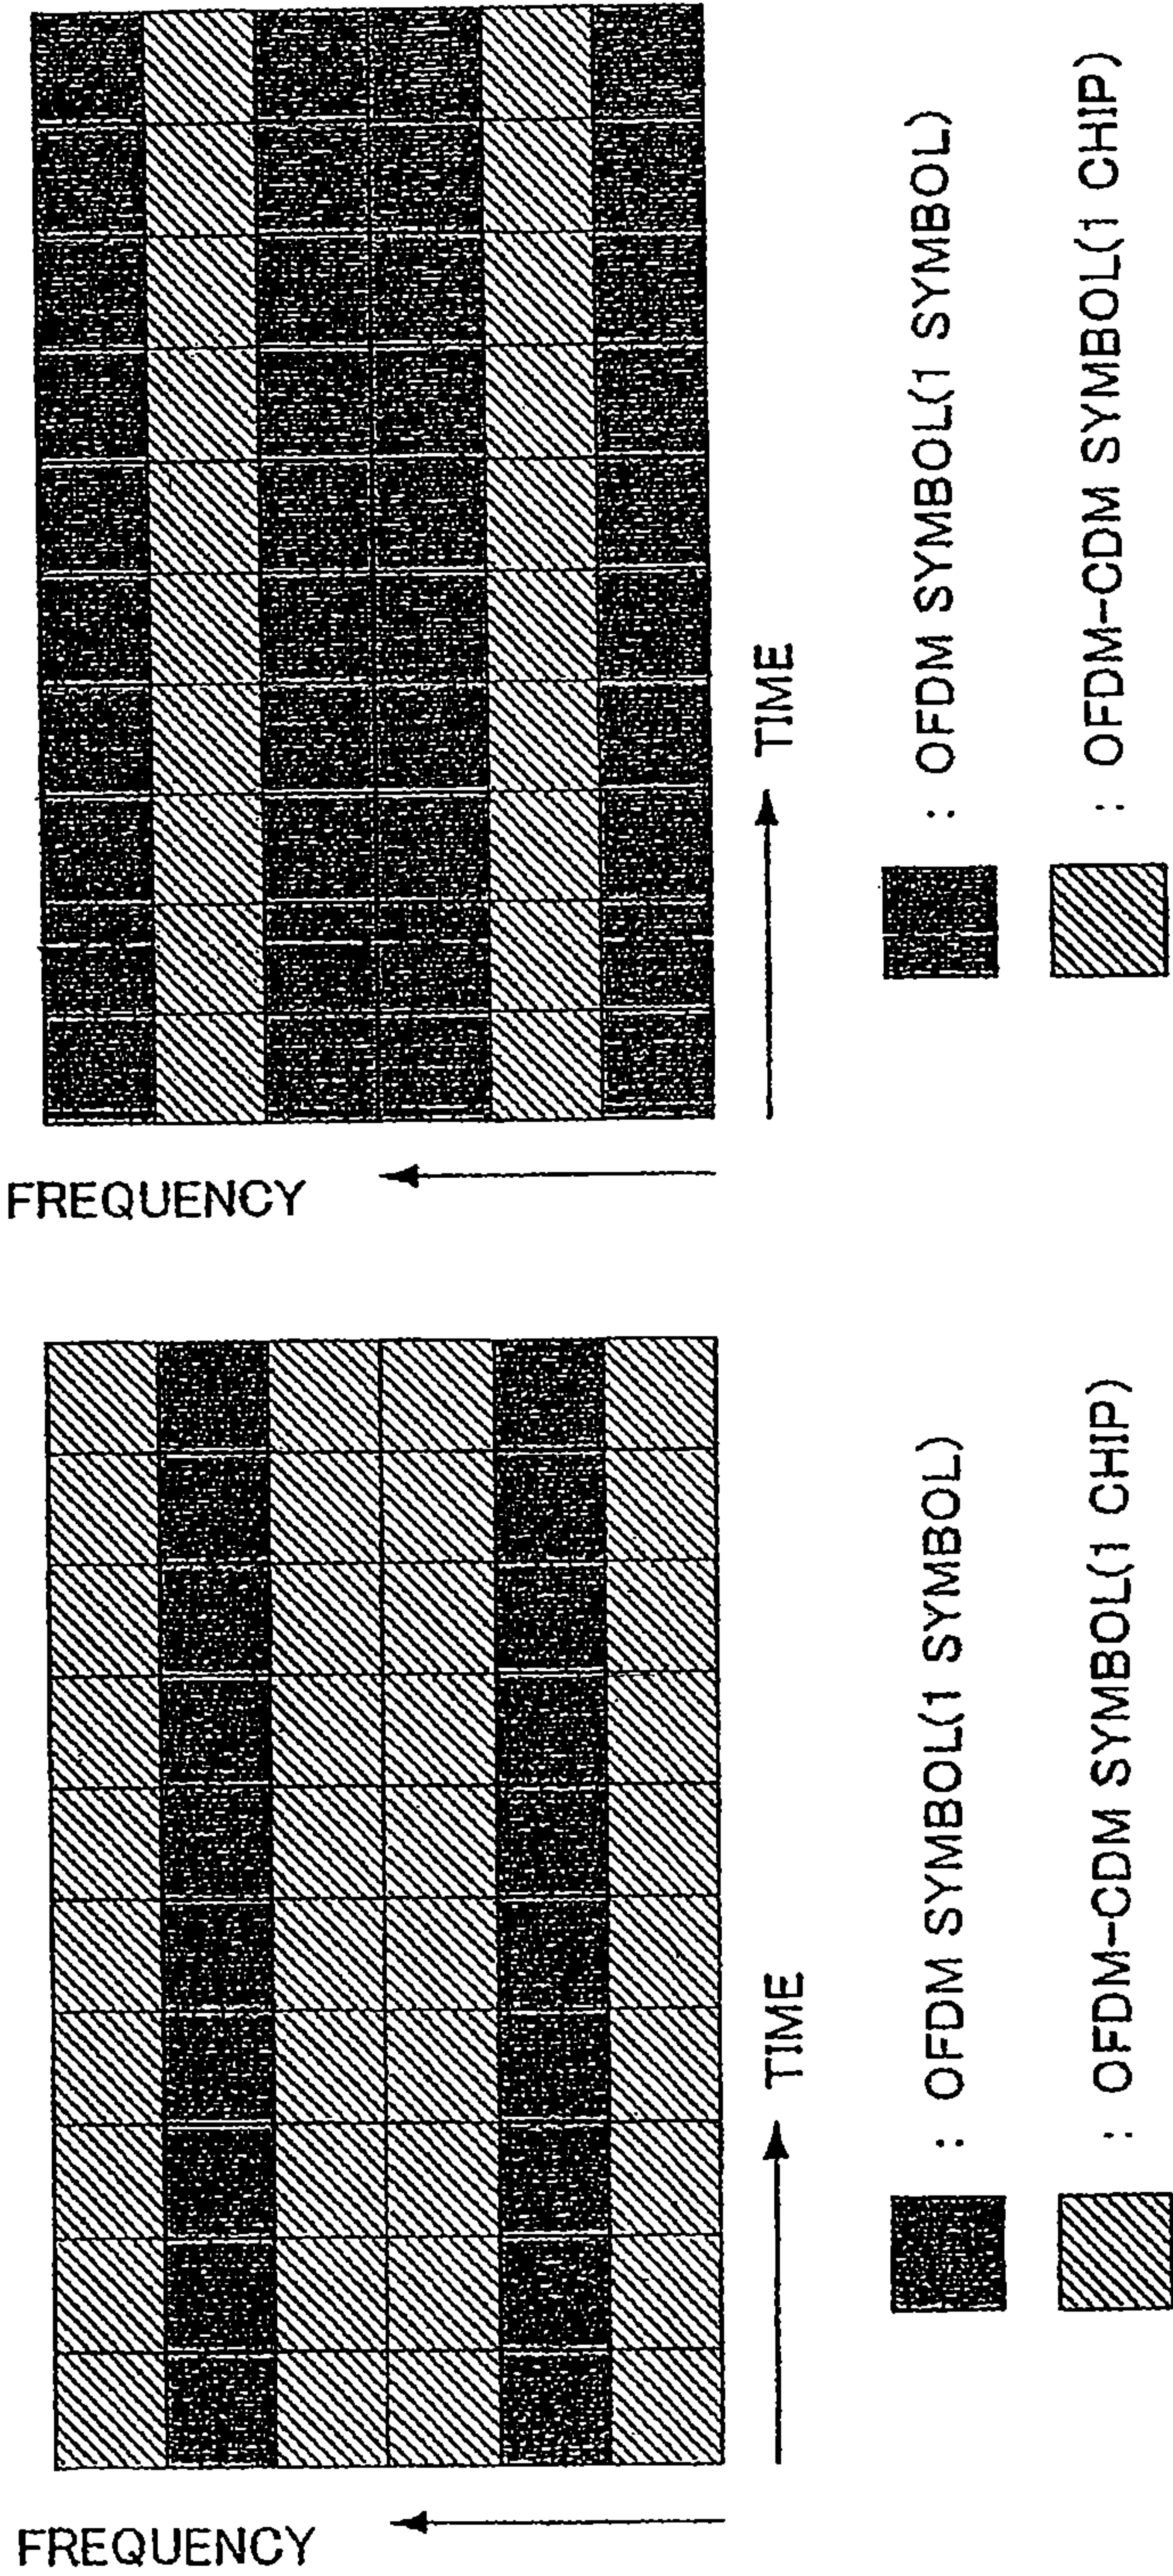 FREQUENCY
TIME
: OFDM SYMBOL(1 SYMBOL)
: OFDM-CDM SYMBOL(1 CHIP)
FREQUENCY
TIME
: OFDM SYMBOL(1 SYMBOL)
: OFDM-CDM SYMBOL(1 CHIP)